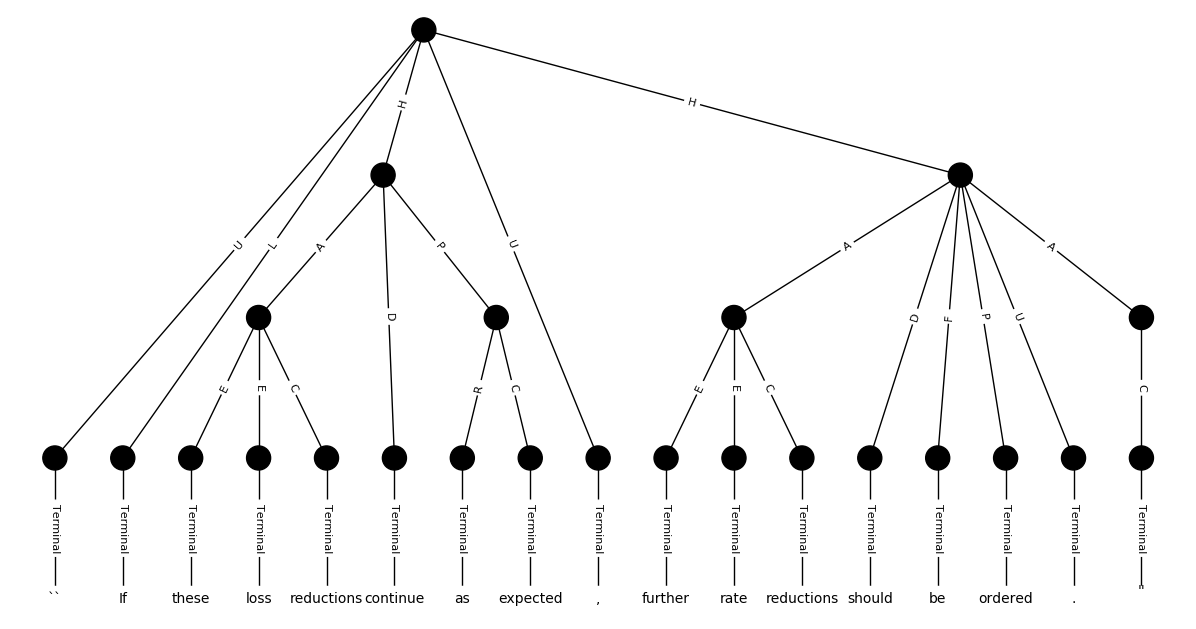 H
H
U
L
A
P
U
A
A
D
D
F
P
U
E
E
C
R
C
E
E
C
C
Terminal Terminal Terminal Terminal Terminal Terminal Terminal Terminal Terminal Terminal Terminal Terminal Terminal Terminal Terminal Terminal Terminal
`` If these loss reductions continue as expected , further rate reductions should be ordered . "